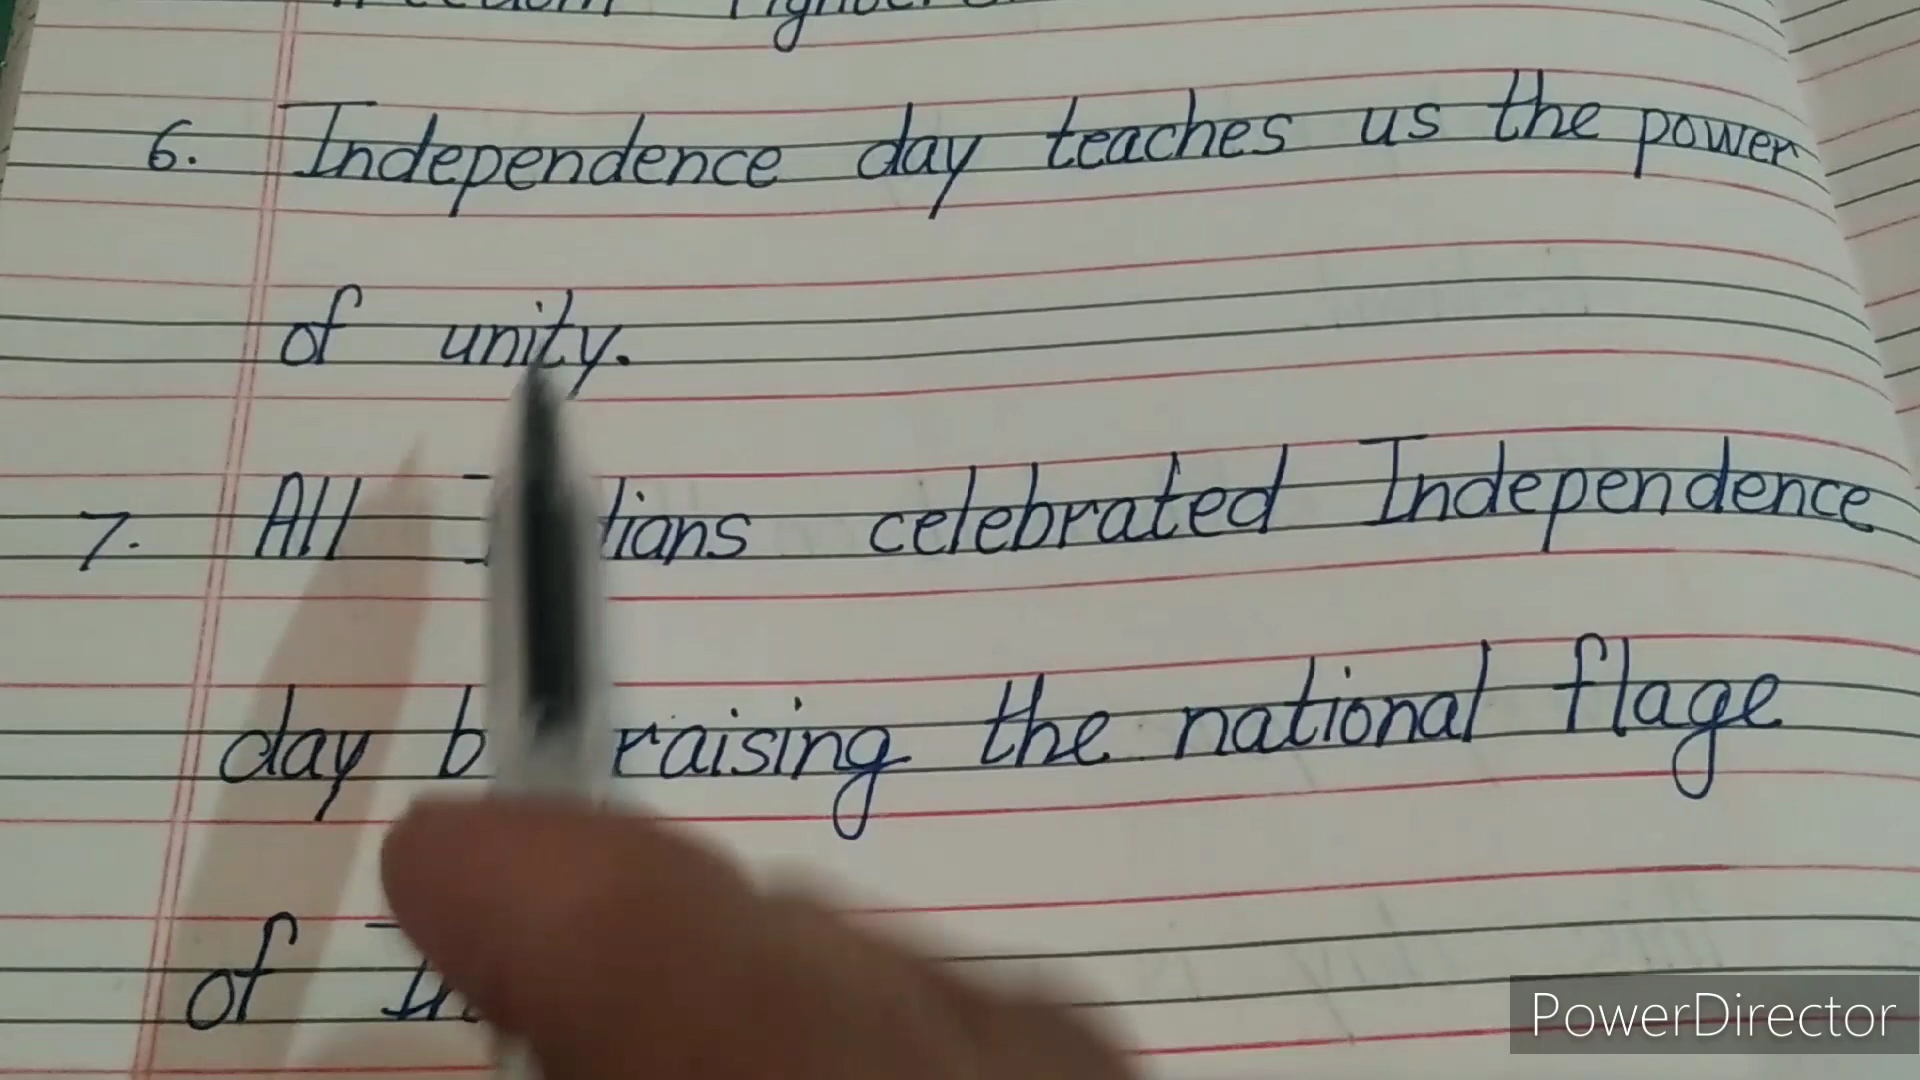 6. Independence day teaches us the power
of unity.
7. All celebrated Independence
day raising the national flage
of
PowerDirector